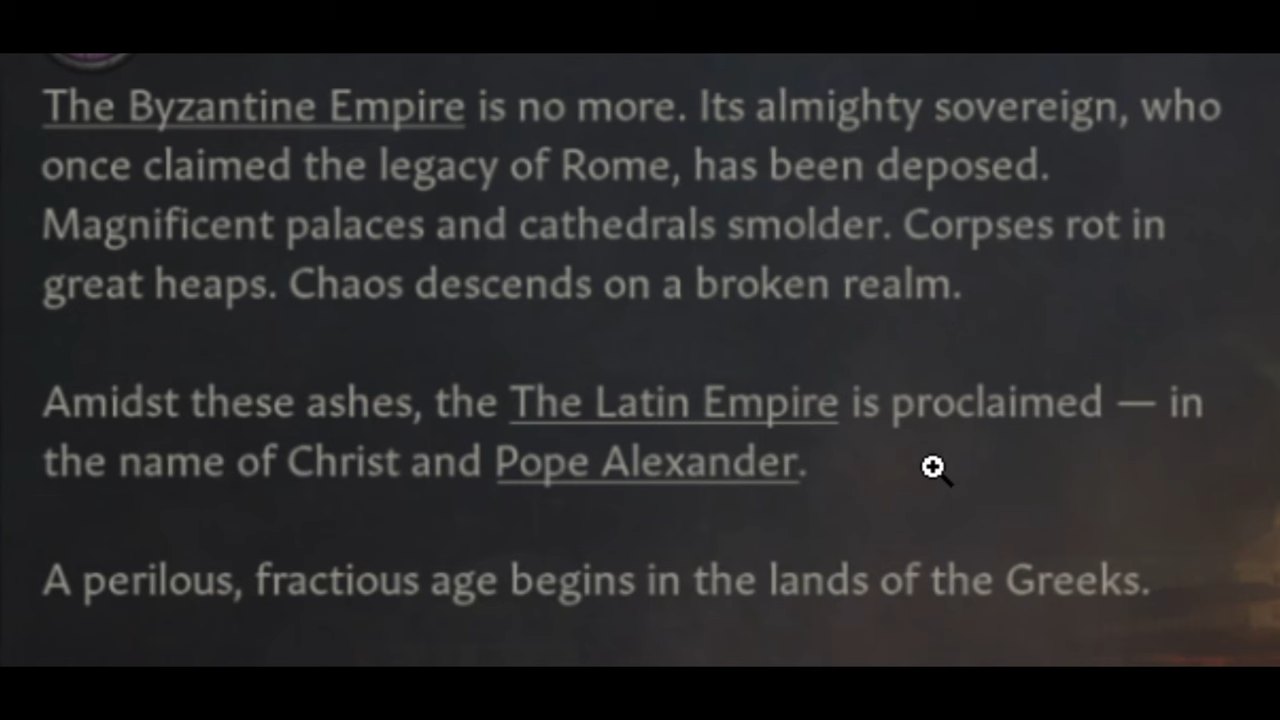 The Byzantine Empire is no more. Its almighty sovereign, who
once claimed the legacy of Rome, has been deposed.
Magnificent palaces and cathedrals smolder. Corpses rot in
great heaps. Chaos descends on a broken realm.
Amidst these ashes, the The Latin Empire is proclaimed — in
the name of Christ and Pope Alexander.
A perilous, fractious age begins in the lands of the Greeks.